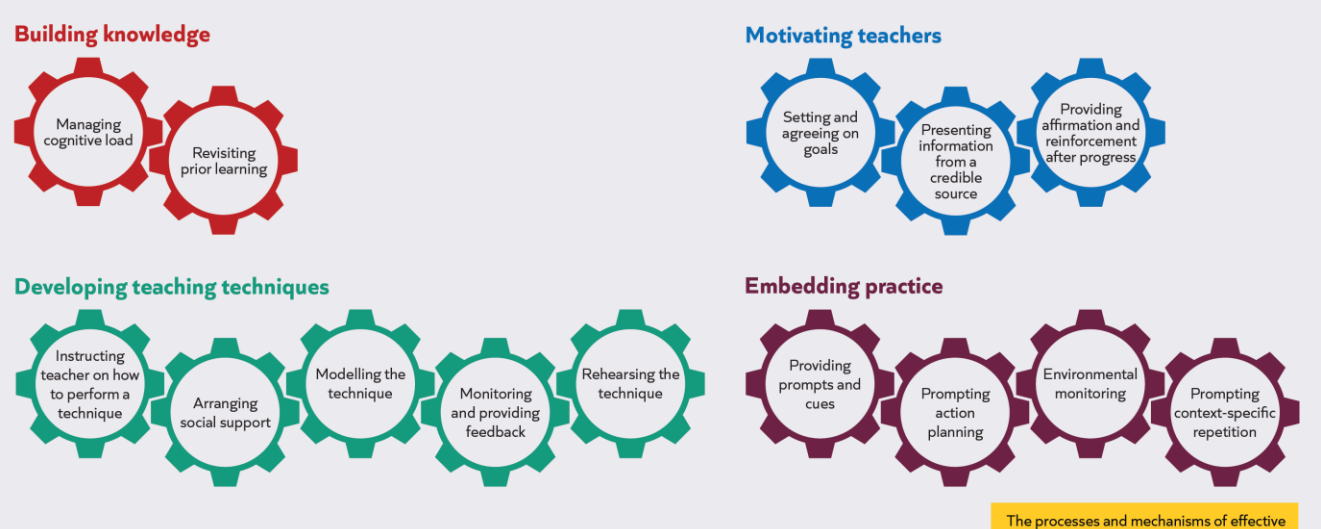 Building knowledge
Managing
cognitive load
Revisiting
prior learning
Motivating teachers
Setting and
agreeing on
goals
Presenting
information
from a
credible
source
Providing
affirmation and
reinforcement
after progress
Developing teaching techniques
Instructing
teacher on how
to perform a
technique
Arranging
social support
Modelling the
technique
Monitoring
and providing
feedback
Rehearsing the
technique
Embedding practice
Providing
prompts and
cues
Prompting
action
planning
Environmental
monitoring
Prompting
context-specific
repetition
The processes and mechanisms of effective